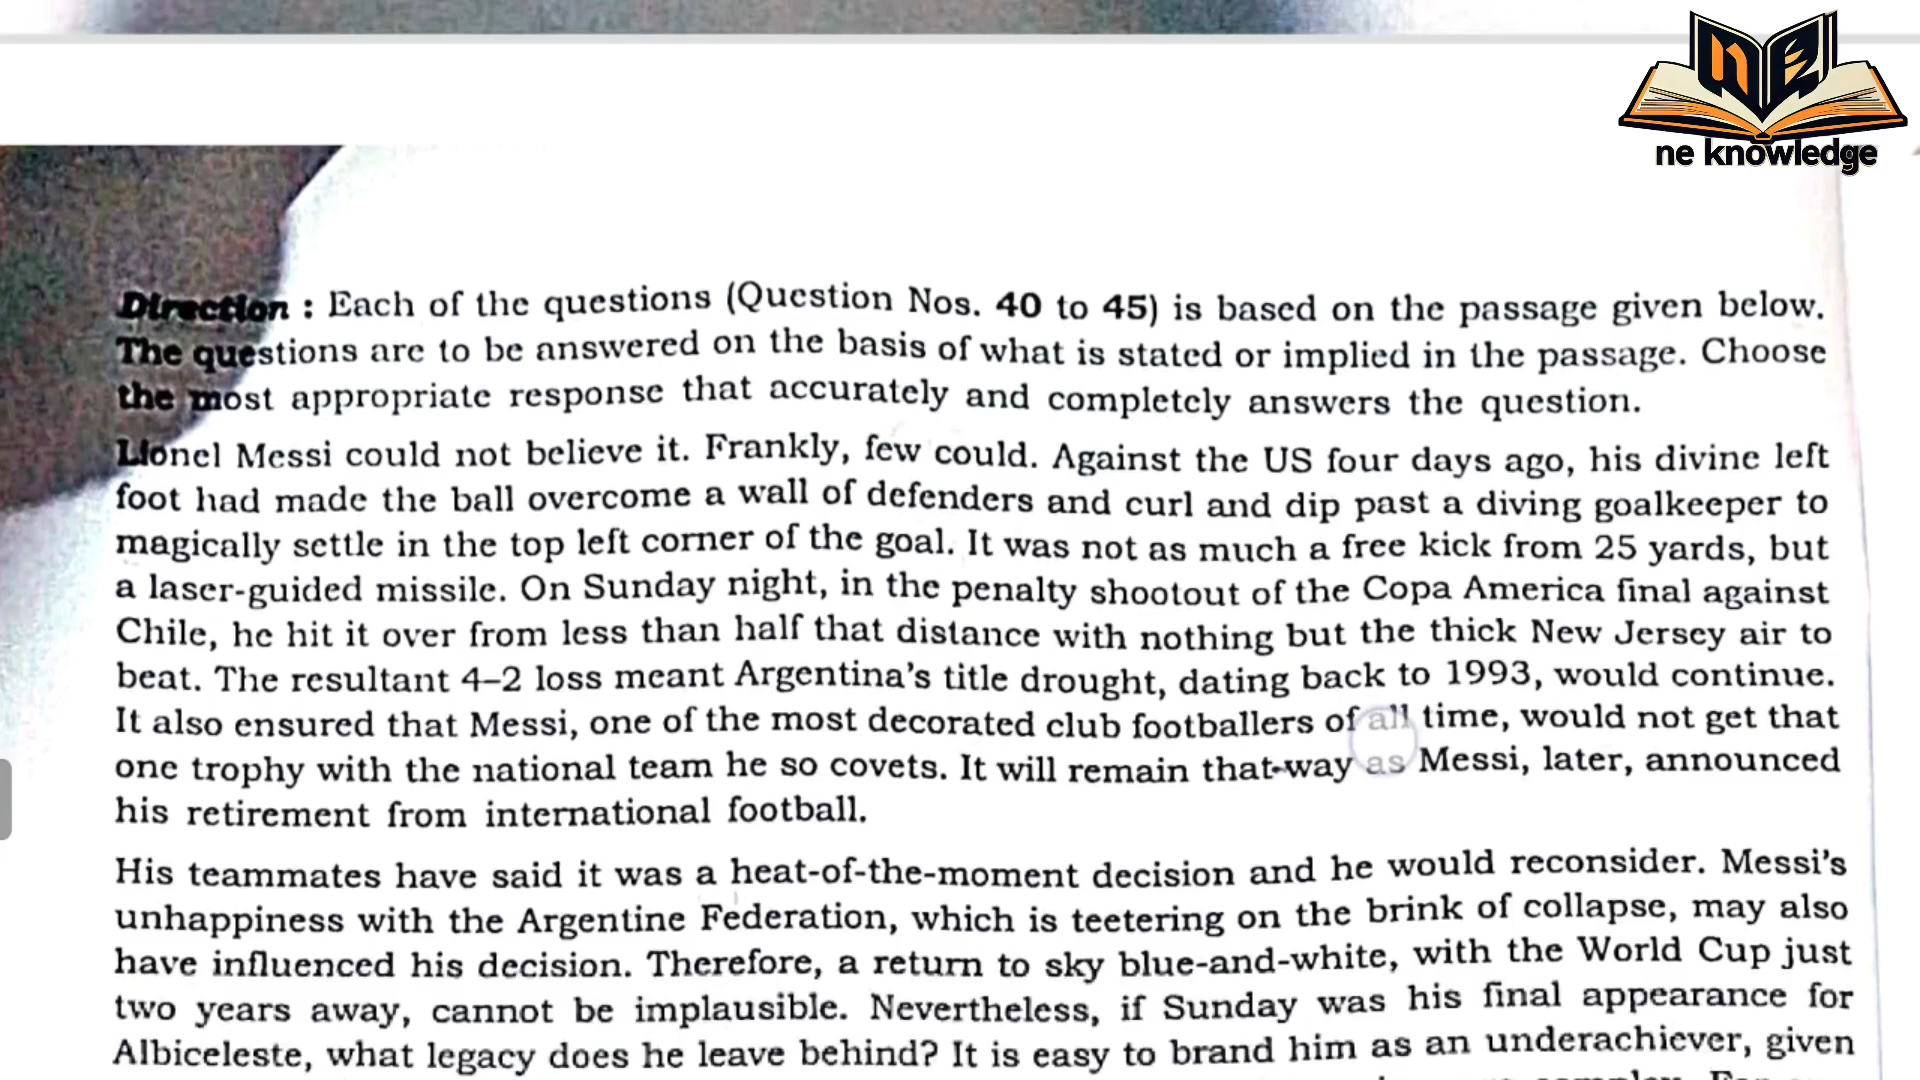 ne
ne knowledge
Direction : Each of the questions (Question Nos. 40 to 45) is based on the passage given below.
The questions are to be answered on the basis of what is stated or implied in the passage. Choose
the most appropriate response that accurately and completely answers the question.
Lionel Messi could not believe it. Frankly, few could. Against the US four days ago, his divine left
foot had made the ball overcome a wall of defenders and curl and dip past a diving goalkeeper to
magically settle in the top left corner of the goal. It was not as much a free kick from 25 yards, but
a laser-guided missile. On Sunday night, in the penalty shootout of the Copa America final against
Chile, he hit it over from less than half that distance with nothing but the thick New Jersey air to
beat. The resultant 4–2 loss meant Argentina's title drought, dating back to 1993, would continue.
It also ensured that Messi, one of the most decorated club footballers of all time, would not get that
one trophy with the national team he so covets. It will remain that way as Messi, later, announced
his retirement from international football.
His teammates have said it was a heat-of-the-moment decision and he would reconsider. Messi's
unhappiness with the Argentine Federation, which is teetering on the brink of collapse, may also
have influenced his decision. Therefore, a return to sky blue-and-white, with the World Cup just
two years away, cannot be implausible. Nevertheless, if Sunday was his final appearance for
Albiceleste, what legacy does he leave behind? It is easy to brand him as an underachiever, given